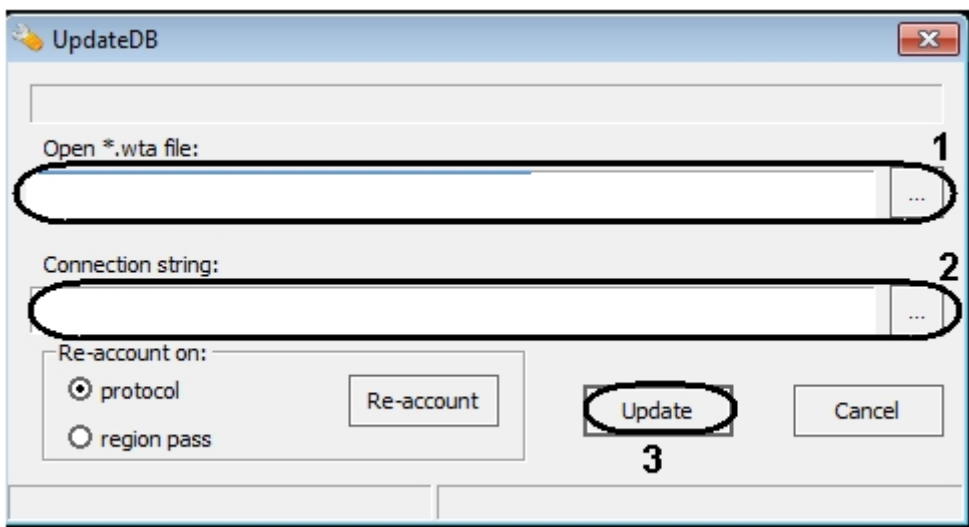 UpdateDB
Open *.wta file:
1
...
Connection string:
2
...
Re-account on:
protocol
Re-account
region pass
Update
Cancel
3